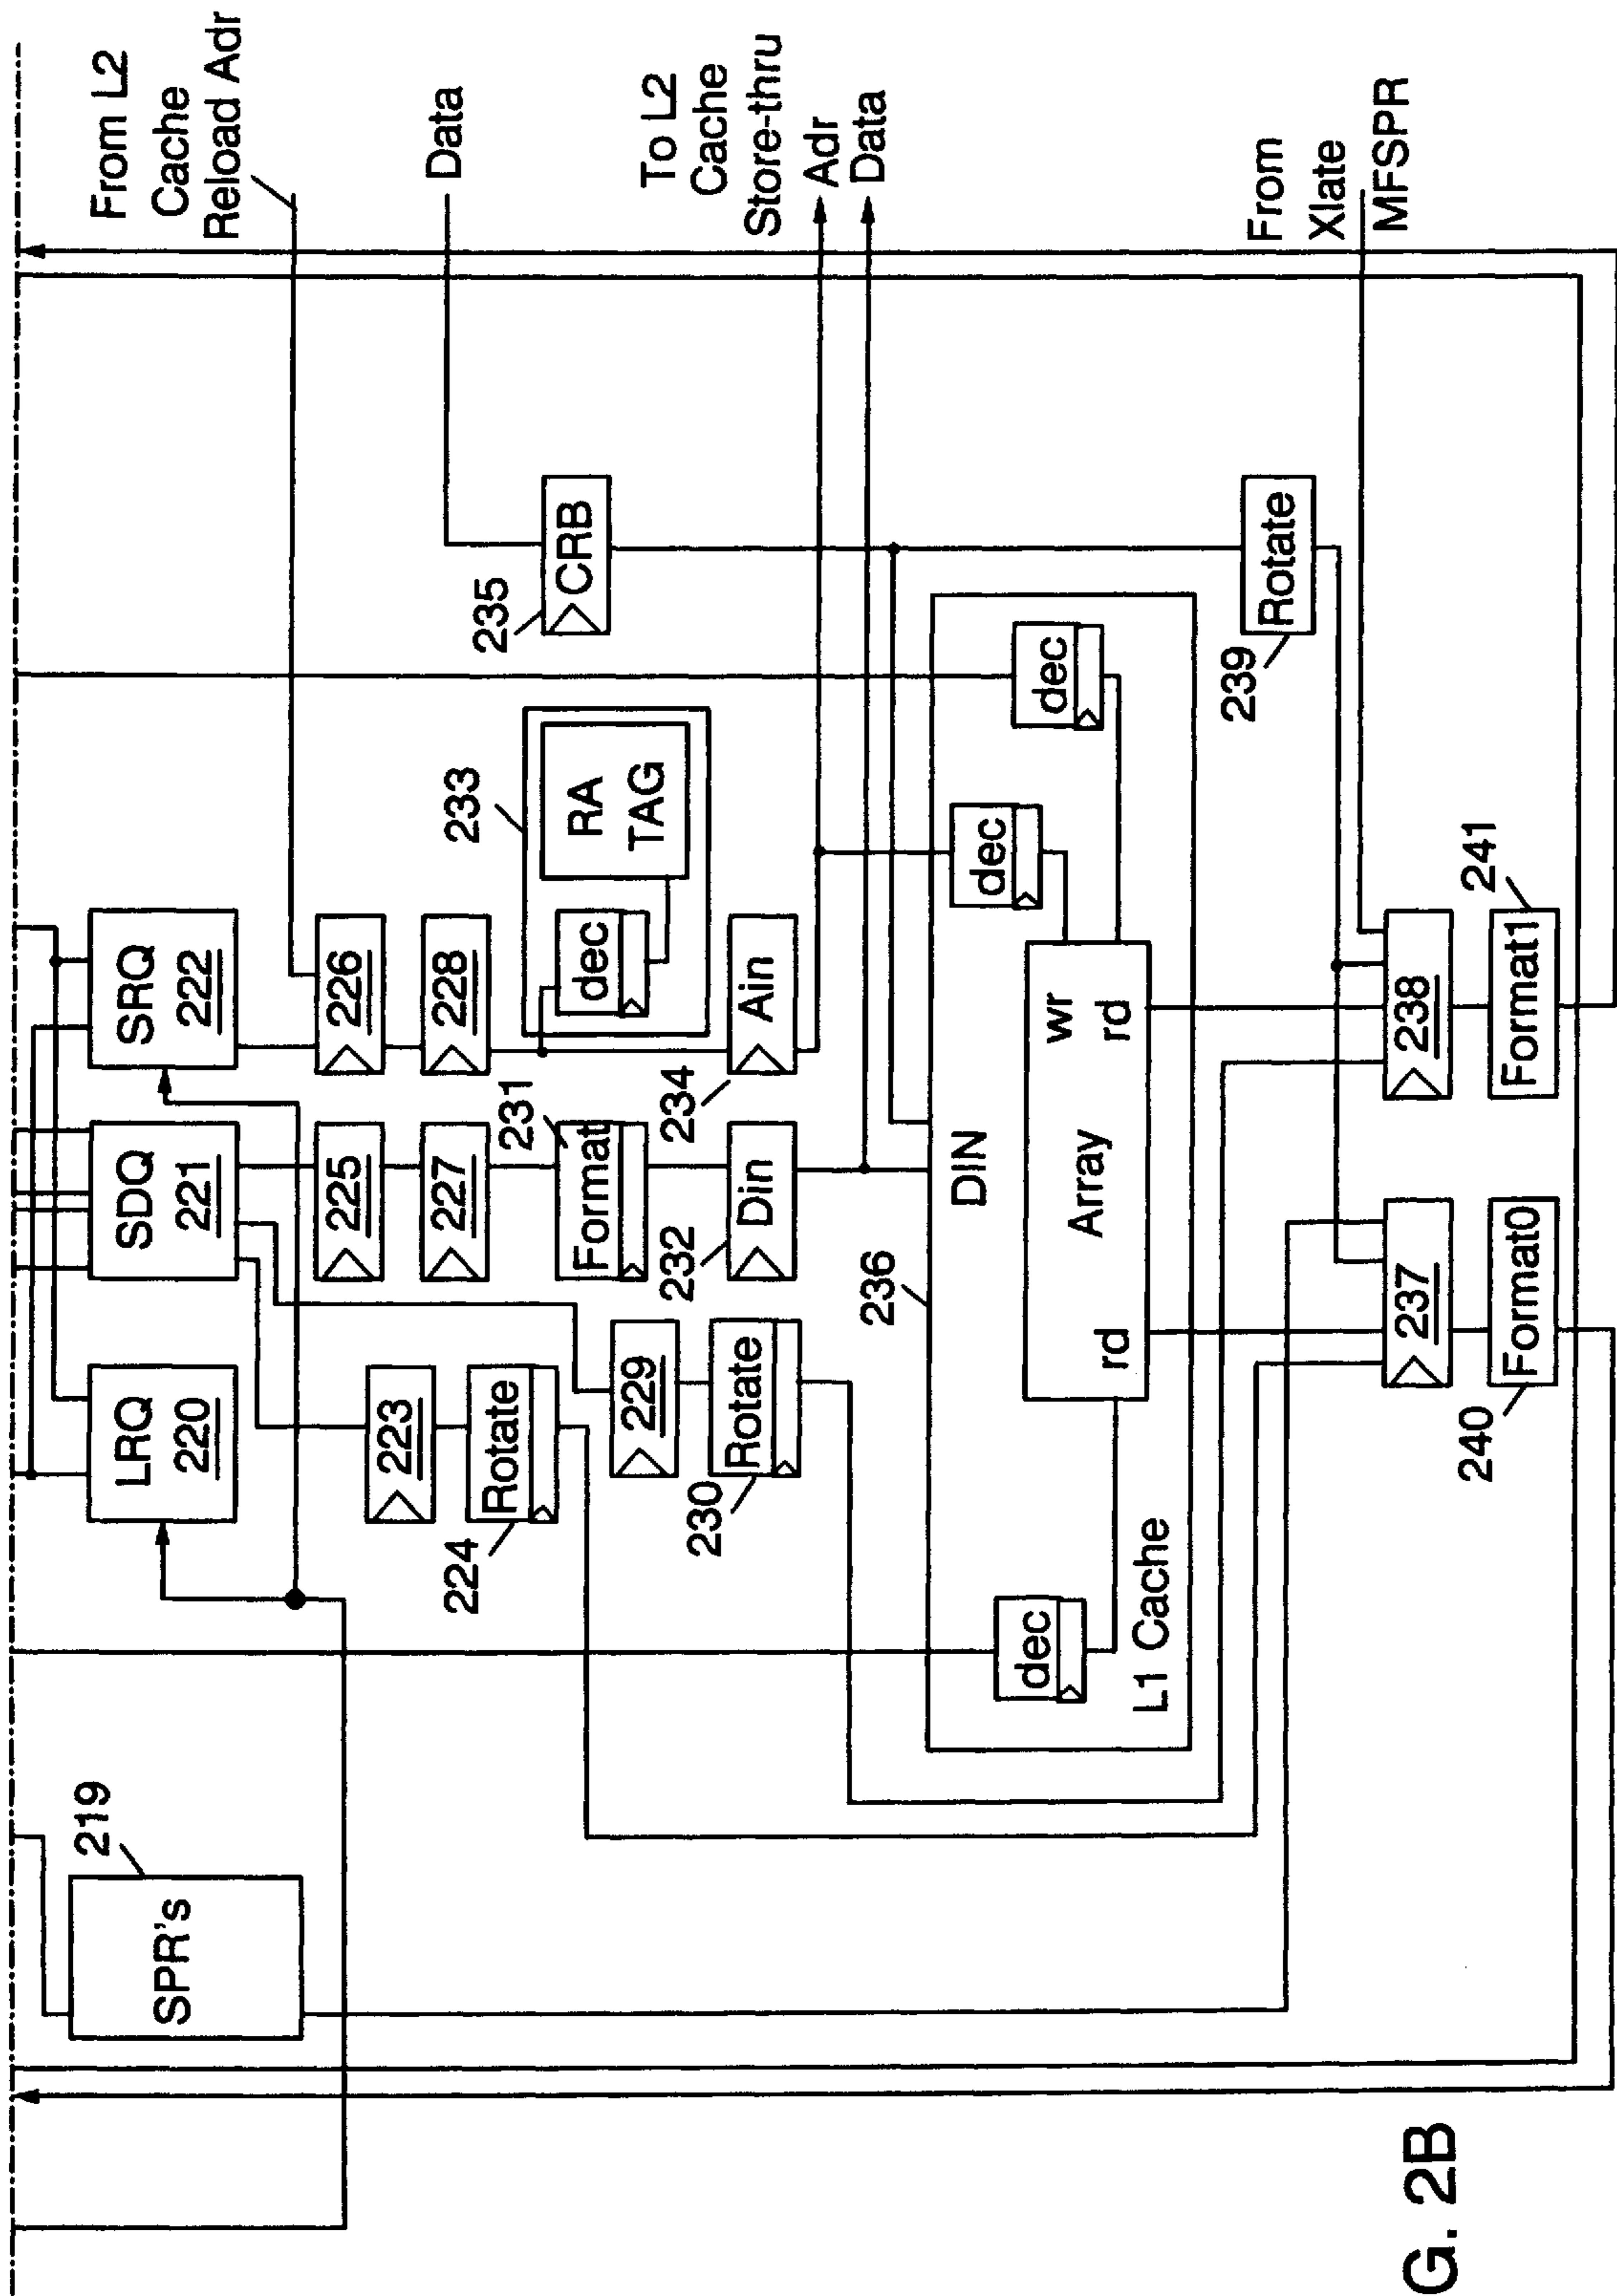 From L2
Cache
Reload Adr
Data
To L2
Cache
Store-thru
Adr
Data
From
Xlate
MFSPR
219
SPR's
LRQ
220
SDQ
221
SRQ
222
223
Rotate
224
225
226
227
228
229
Rotate
230
Format
231
Din
232
233
dec
RA
TAG
Ain
234
CRB
235
236
DIN
dec
dec
dec
Array
wr
rd
rd
L1 Cache
Rotate
239
237
238
Format0
240
Format1
241
G. 2B